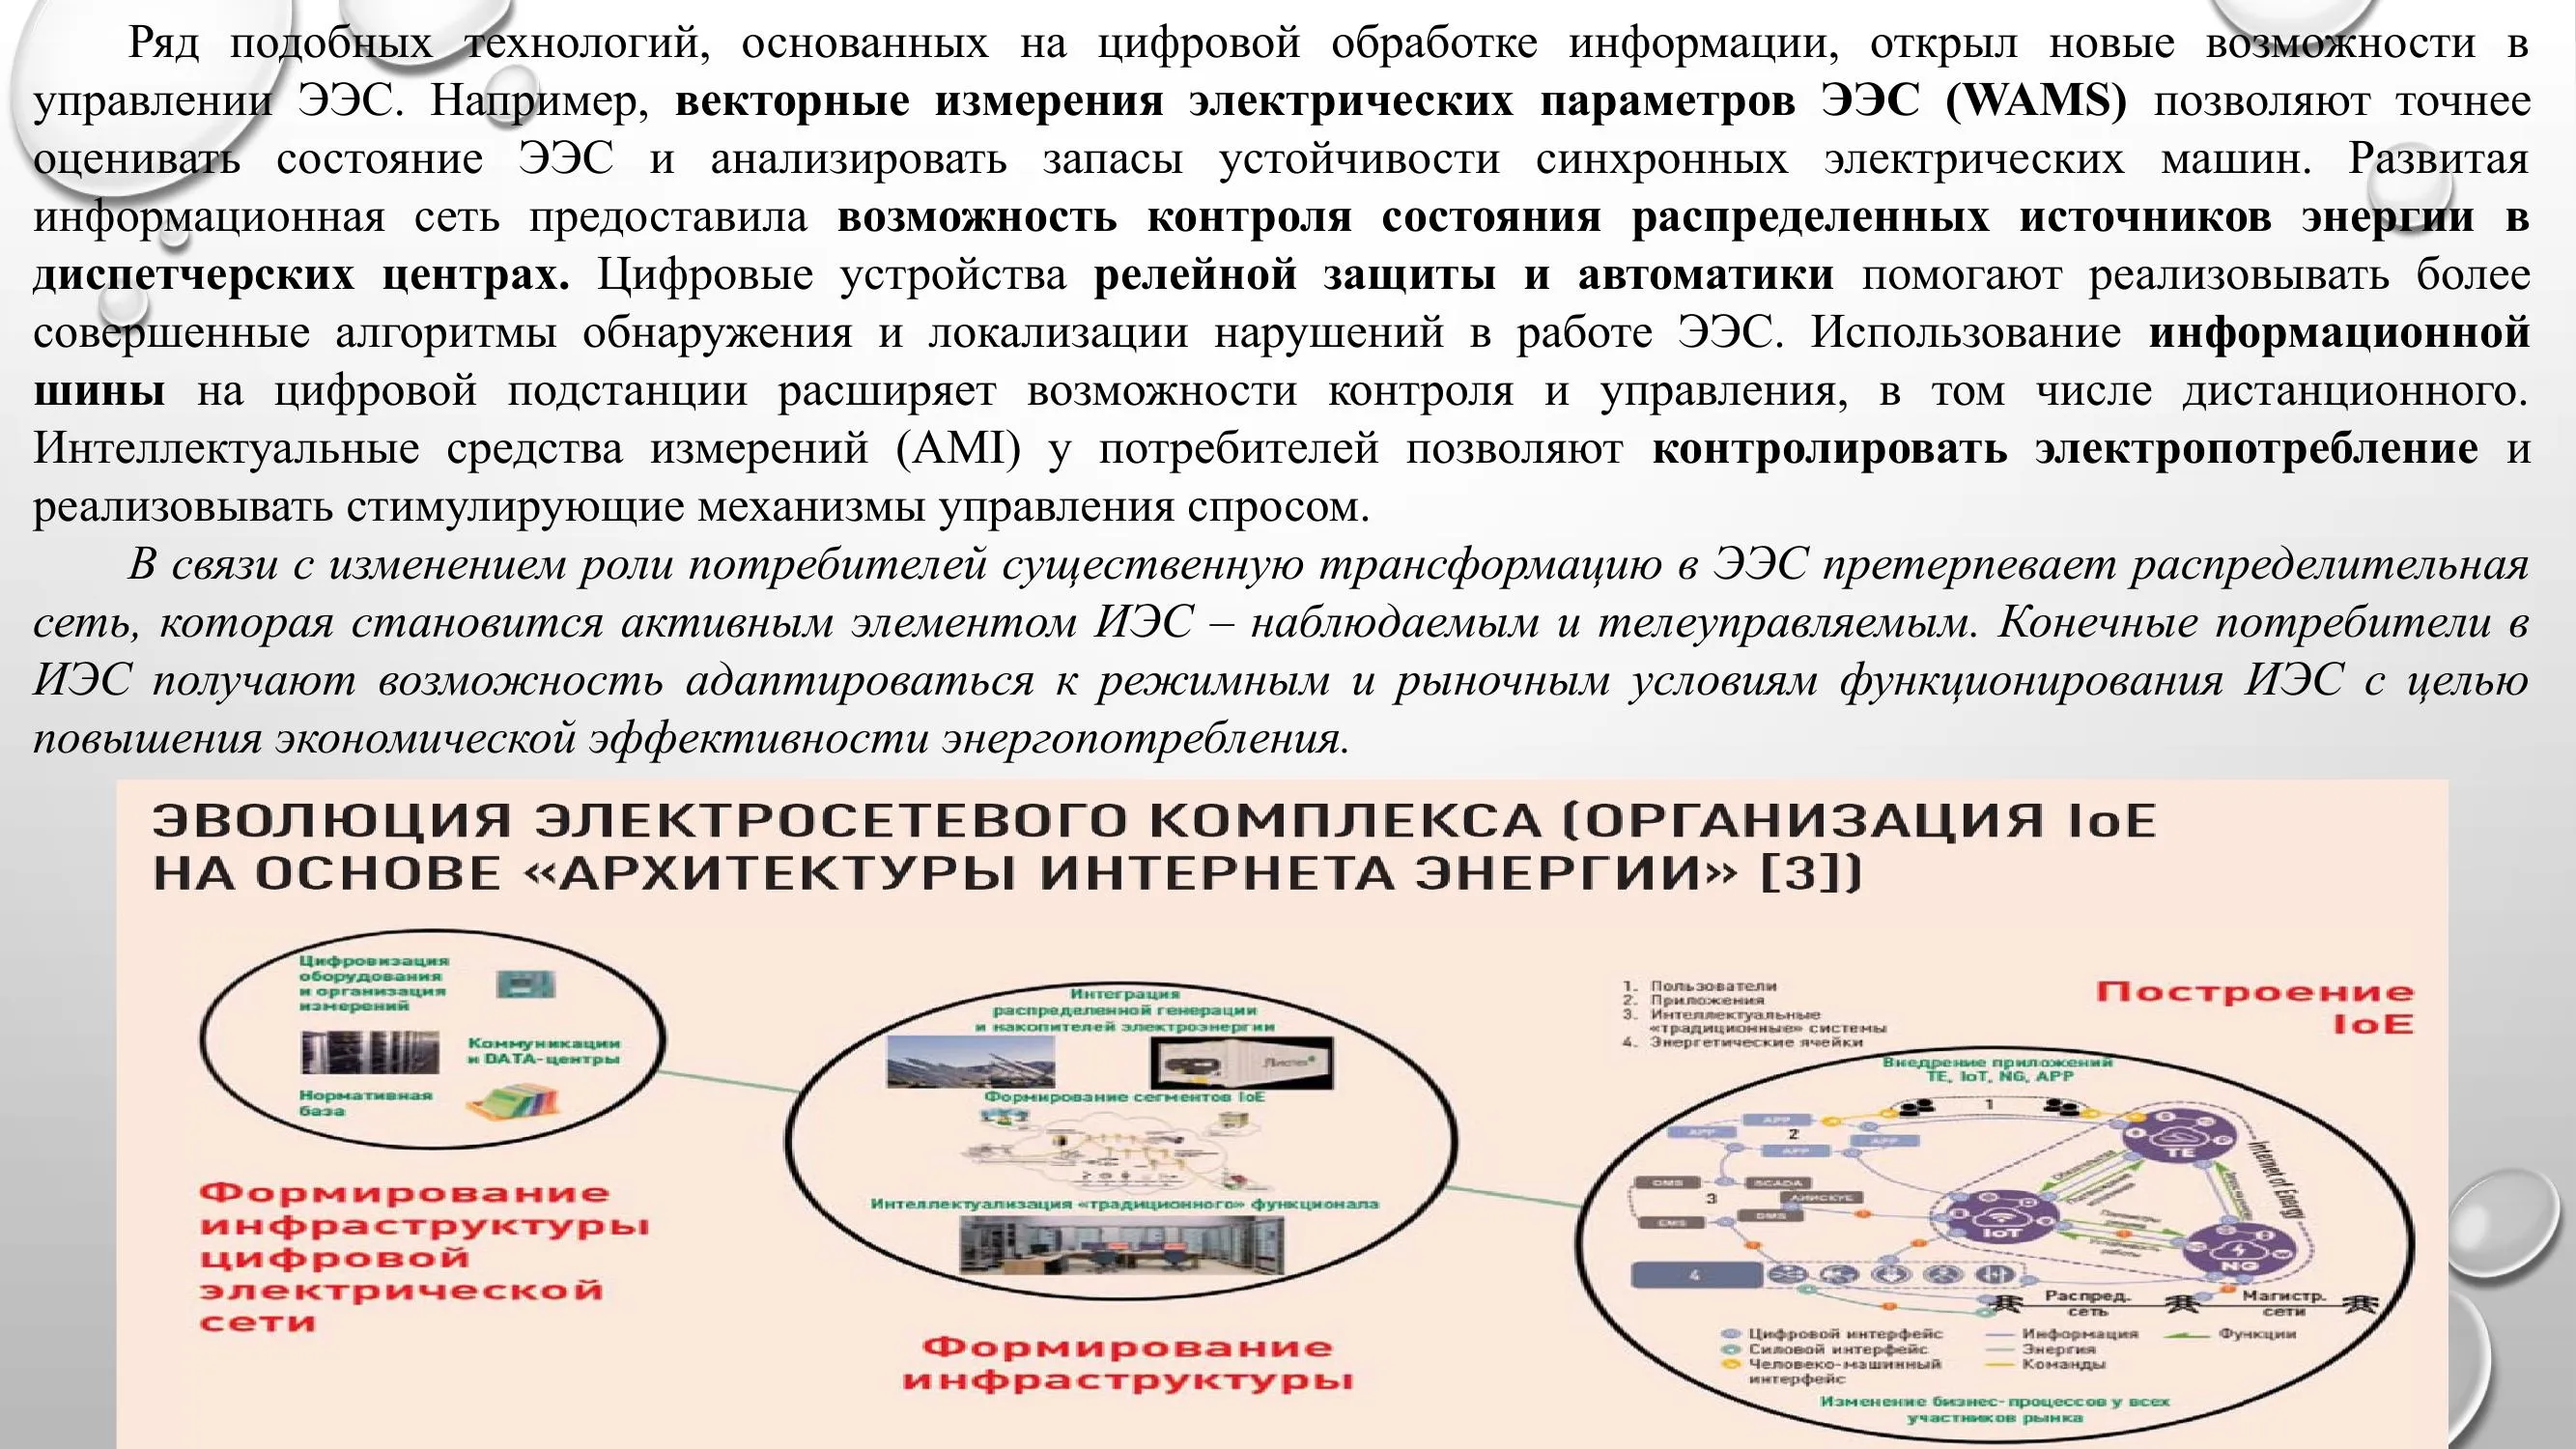 Ряд подобных технологий, основанных на цифровой обработке информации, открыл новые возможности в
управлении ЭЭС. Например, векторные измерения электрических параметров ЭЭС (WAMS) позволяют точнее
оценивать состояние ЭЭС и анализировать запасы устойчивости синхронных электрических машин. Развитая
информационная сеть предоставила возможность контроля состояния распределенных источников энергии в
диспетчерских центрах. Цифровые устройства релейной защиты и автоматики помогают реализовывать более
совершенные алгоритмы обнаружения и локализации нарушений в работе ЭЭС. Использование информационной
шины на цифровой подстанции расширяет возможности контроля и управления, в том числе дистанционного.
Интеллектуальные средства измерений (AMI) у потребителей позволяют контролировать электропотребление и
реализовывать стимулирующие механизмы управления спросом.
В связи с изменением роли потребителей существенную трансформацию в ЭЭС претерпевает распределительная
сеть, которая становится активным элементом ИЭС – наблюдаемым и телеуправляемым. Конечные потребители в
ИЭС получают возможность адаптироваться к режимным и рыночным условиям функционирования ИЭС с целью
повышения экономической эффективности энергопотребления.
ЭВОЛЮЦИЯ ЭЛЕКТРОСЕТЕВОГО КОМПЛЕКСА (ОРГАНИЗАЦИЯ IoE
НА ОСНОВЕ «АРХИТЕКТУРЫ ИНТЕРНЕТА ЭНЕРГИИ» [3])
Цифровизация
оборудования
и организация
измерений
Коммуникации
и DATA-центры
Нормативная
база
Формирование
инфраструктуры
цифровой
электрической
сети
Интеграция
распределенной генерации
и накопителей электроэнергии
Формирование сегментов IoE
Интеллектуализация «традиционного» функционала
Формирование
инфраструктуры
1. Пользователи
2. Приложения
3. Интеллектуальные
«традиционные» системы
4. Энергетические ячейки
Построение
IoE
Внедрение приложений
TE, IoT, NG, APP
1
APP
APP
2
APP
APP
TE
Internet of Energy
SCADA
3
АИИСКУЕ
EMS
DMS
IoT
NG
4
Распред.
сеть
Магистр.
сети
Цифровой интерфейс
Силовой интерфейс
Человеко-машинный
интерфейс
Информация
Энергия
Команды
Функции
Изменение бизнес-процессов у всех
участников рынка